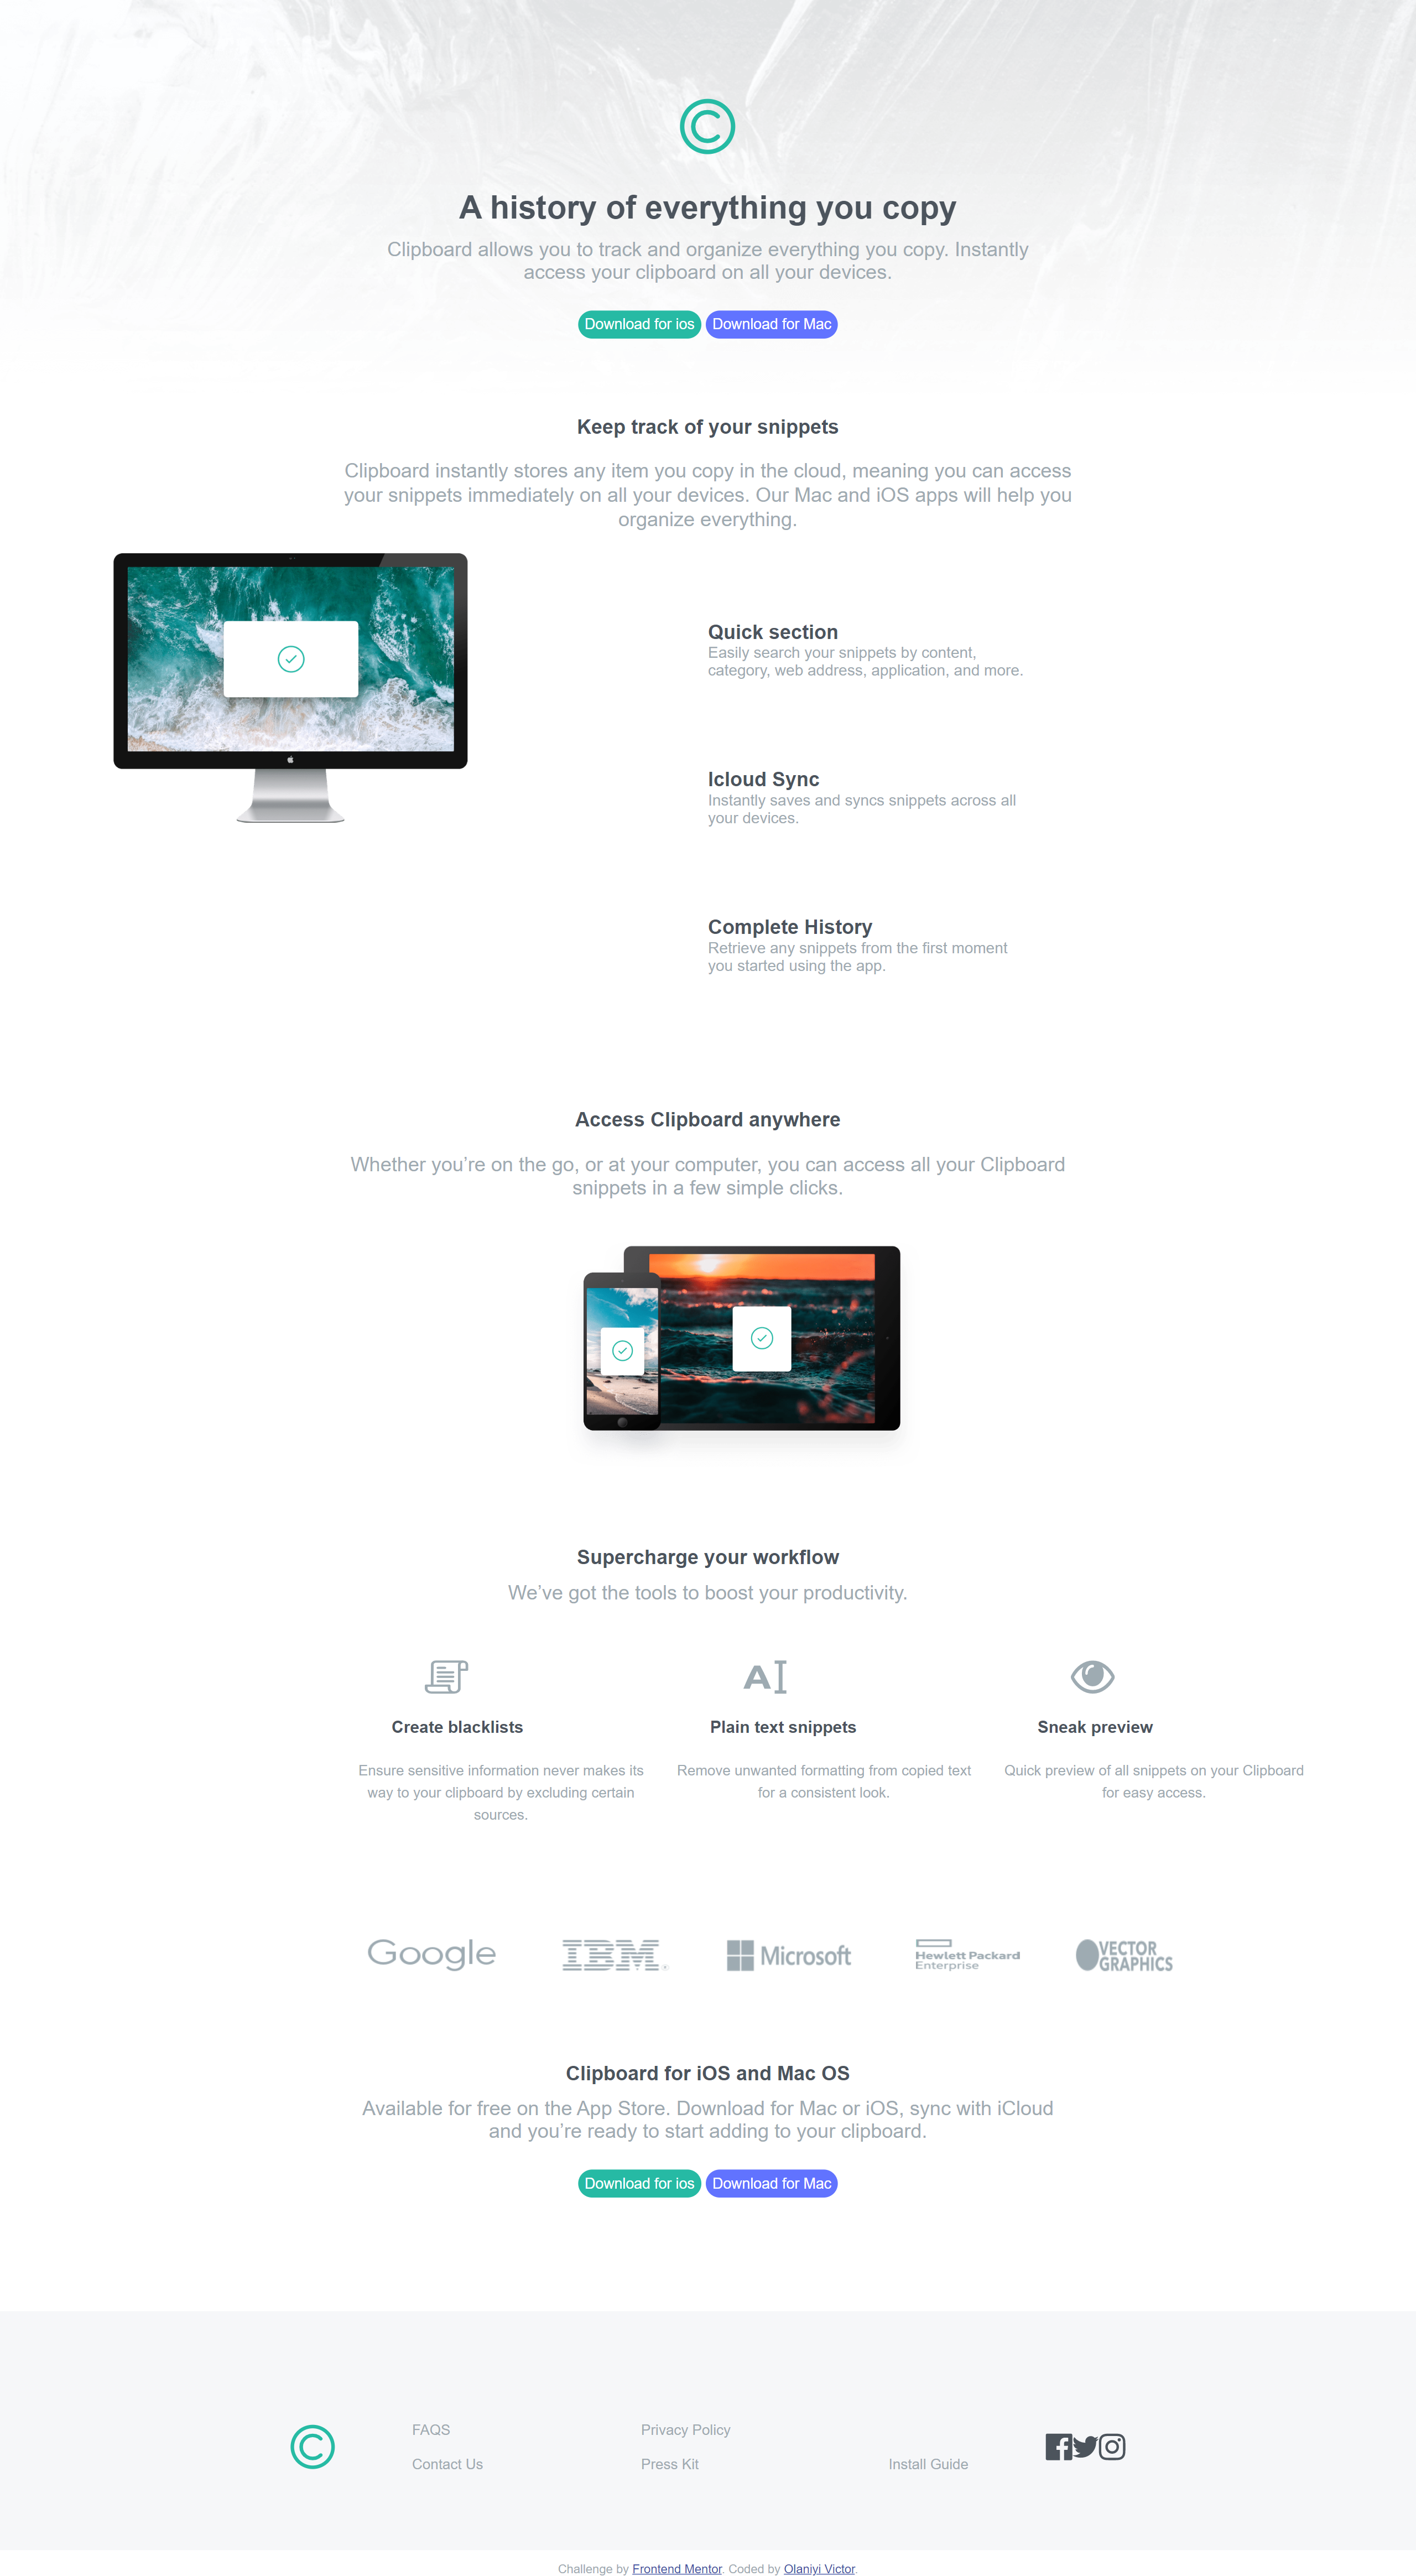 A history of everything you copy
Clipboard allows you to track and organize everything you copy. Instantly
access your clipboard on all your devices.
Download for ios Download for Mac
Keep track of your snippets
Clipboard instantly stores any item you copy in the cloud, meaning you can access
your snippets immediately on all your devices. Our Mac and iOS apps will help you
organize everything.
Quick section
Easily search your snippets by content,
category, web address, application, and more.
Icloud Sync
Instantly saves and syncs snippets across all
your devices.
Complete History
Retrieve any snippets from the first moment
you started using the app.
Access Clipboard anywhere
Whether you’re on the go, or at your computer, you can access all your Clipboard
snippets in a few simple clicks.
Supercharge your workflow
We’ve got the tools to boost your productivity.
Create blacklists
Ensure sensitive information never makes its
way to your clipboard by excluding certain
sources.
Plain text snippets
Remove unwanted formatting from copied text
for a consistent look.
Sneak preview
Quick preview of all snippets on your Clipboard
for easy access.
Google
IBM
Microsoft
Hewlett Packard
Enterprise
VECTOR
GRAPHICS
Clipboard for iOS and Mac OS
Available for free on the App Store. Download for Mac or iOS, sync with iCloud
and you’re ready to start adding to your clipboard.
Download for ios Download for Mac
FAQS
Contact Us
Privacy Policy
Press Kit
Install Guide
Challenge by Frontend Mentor. Coded by Olaniyi Victor.